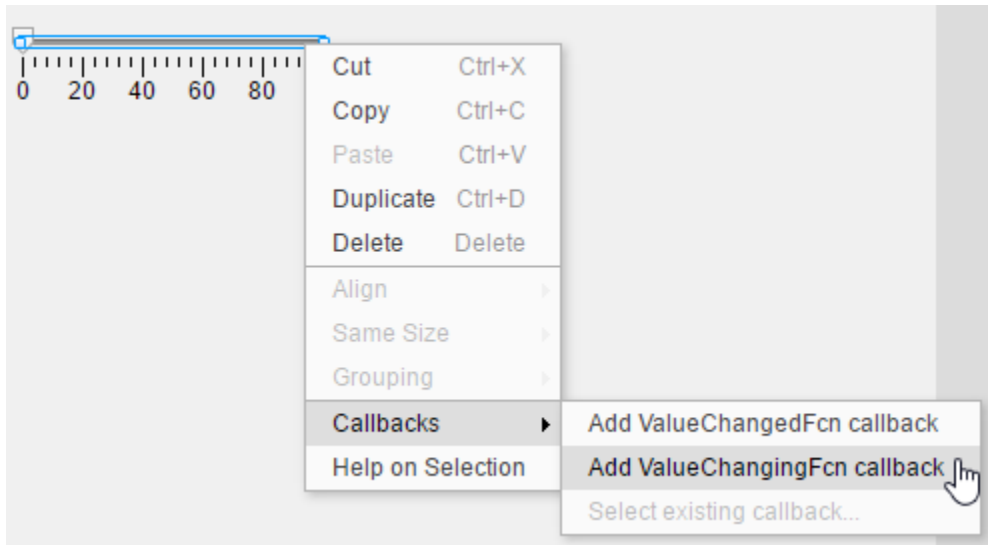 0 20 40 60 80
Cut Ctrl+X
Copy Ctrl+C
Paste Ctrl+V
Duplicate Ctrl+D
Delete Delete
Align
Same Size
Grouping
Callbacks
Help on Selection
Add ValueChangedFcn callback
Add ValueChangingFcn callback
Select existing callback...